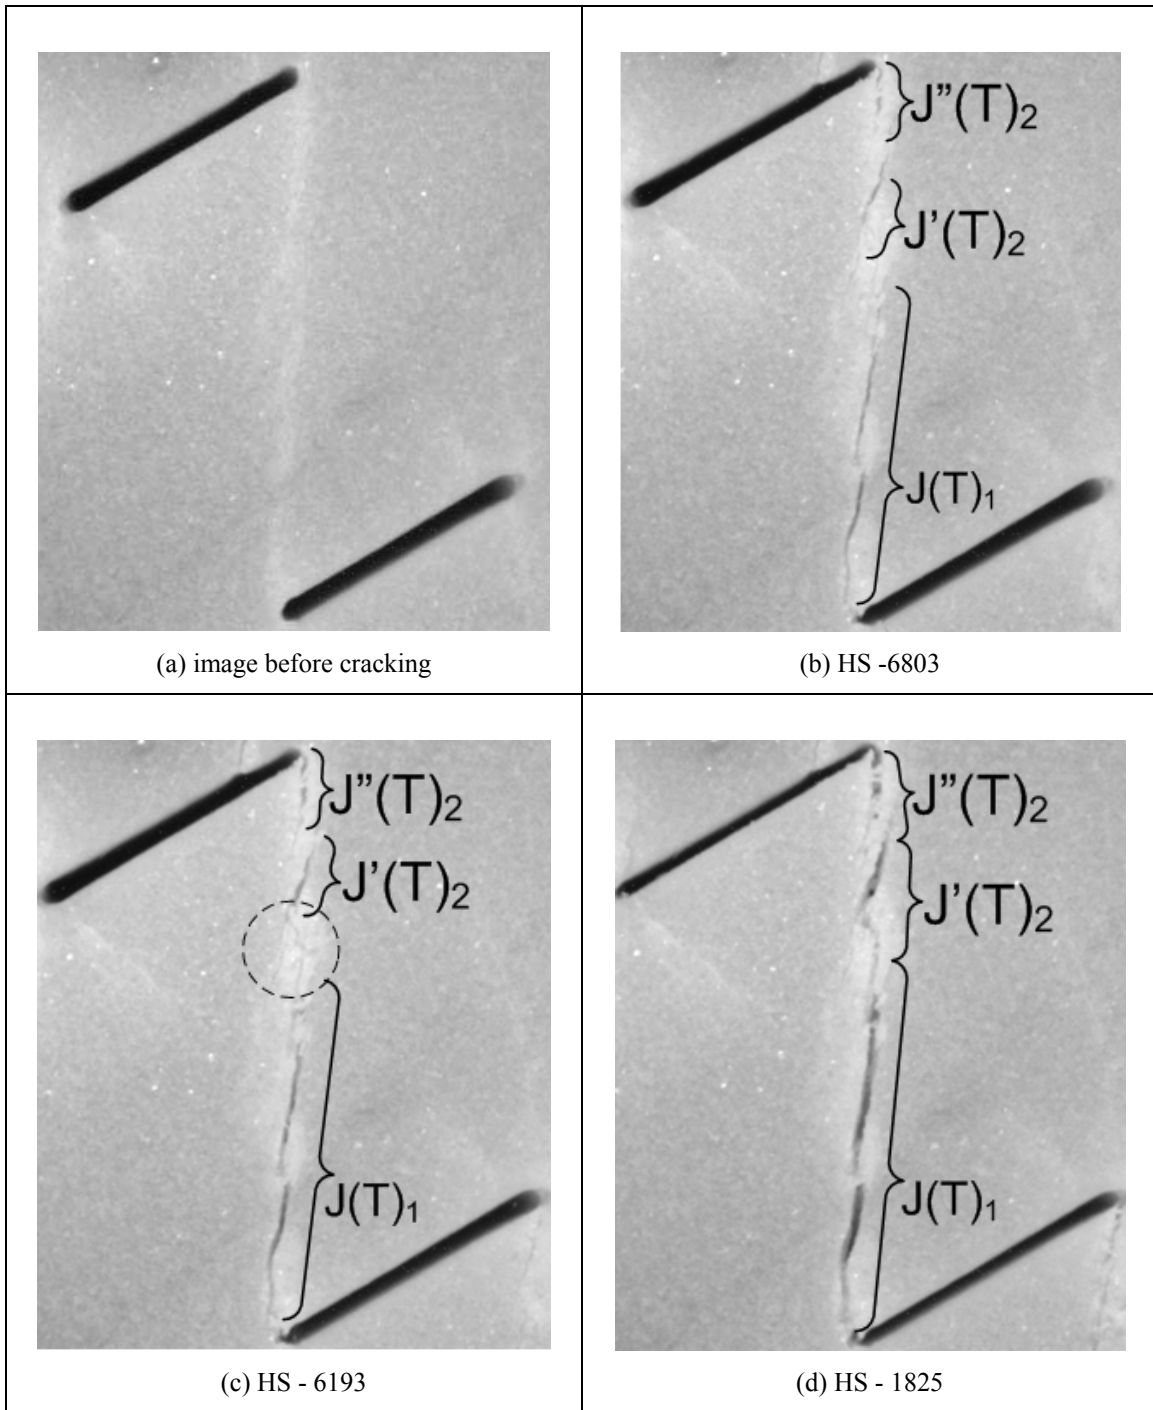 J”(T)₂
J’(T)₂
J(T)₁
(a) image before cracking
(b) HS -6803
J”(T)₂
J’(T)₂
J(T)₁
J”(T)₂
J’(T)₂
J(T)₁
(c) HS - 6193
(d) HS - 1825